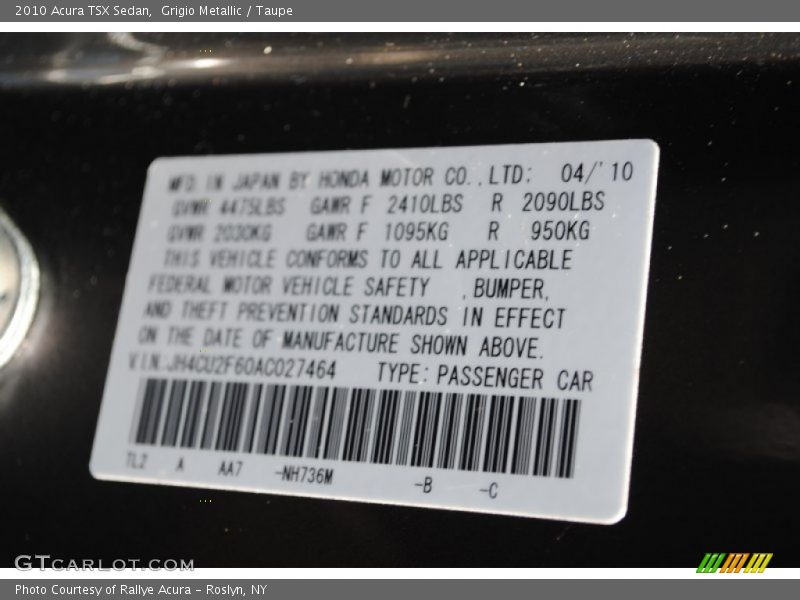 2010 Acura TSX Sedan, Grigio Metallic / Taupe
MFD. IN JAPAN BY HONDA MOTOR CO.,LTD: 04/'10
GVWR 4475LBS GAWR F 2410LBS R 2090LBS
GVWR 2030KG GAWR F 1095KG R 950KG
THIS VEHICLE CONFORMS TO ALL APPLICABLE
FEDERAL MOTOR VEHICLE SAFETY ,BUMPER,
AND THEFT PREVENTION STANDARDS IN EFFECT
ON THE DATE OF MANUFACTURE SHOWN ABOVE.
V.I.N.JH4CU2F60AC027464 TYPE:PASSENGER CAR
TL2 A AA7 -NH736M -B -C
GTCARLOT.COM
Photo Courtesy of Rallye Acura - Roslyn, NY